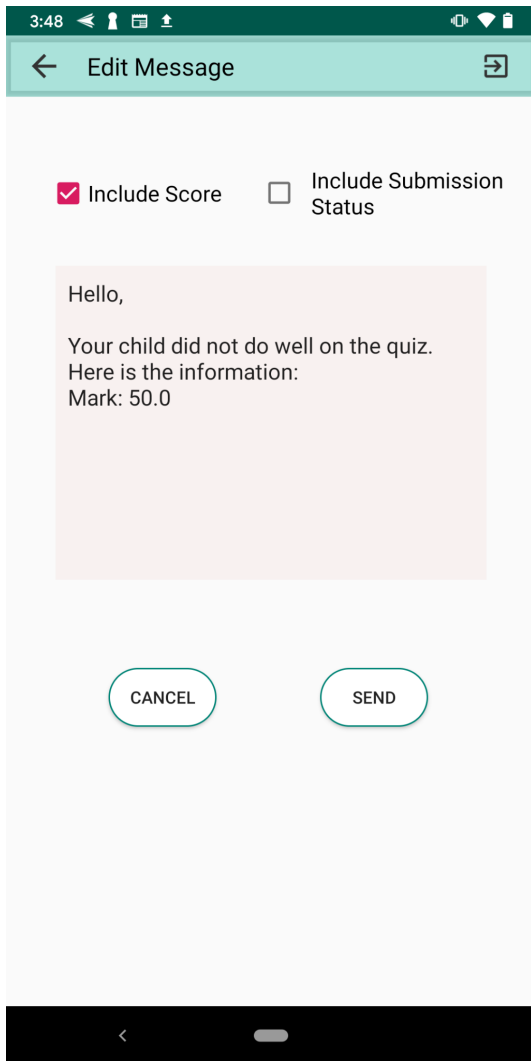 3:48
Edit Message
Include Score
Include Submission
Status
Hello,
Your child did not do well on the quiz.
Here is the information:
Mark: 50.0
CANCEL
SEND